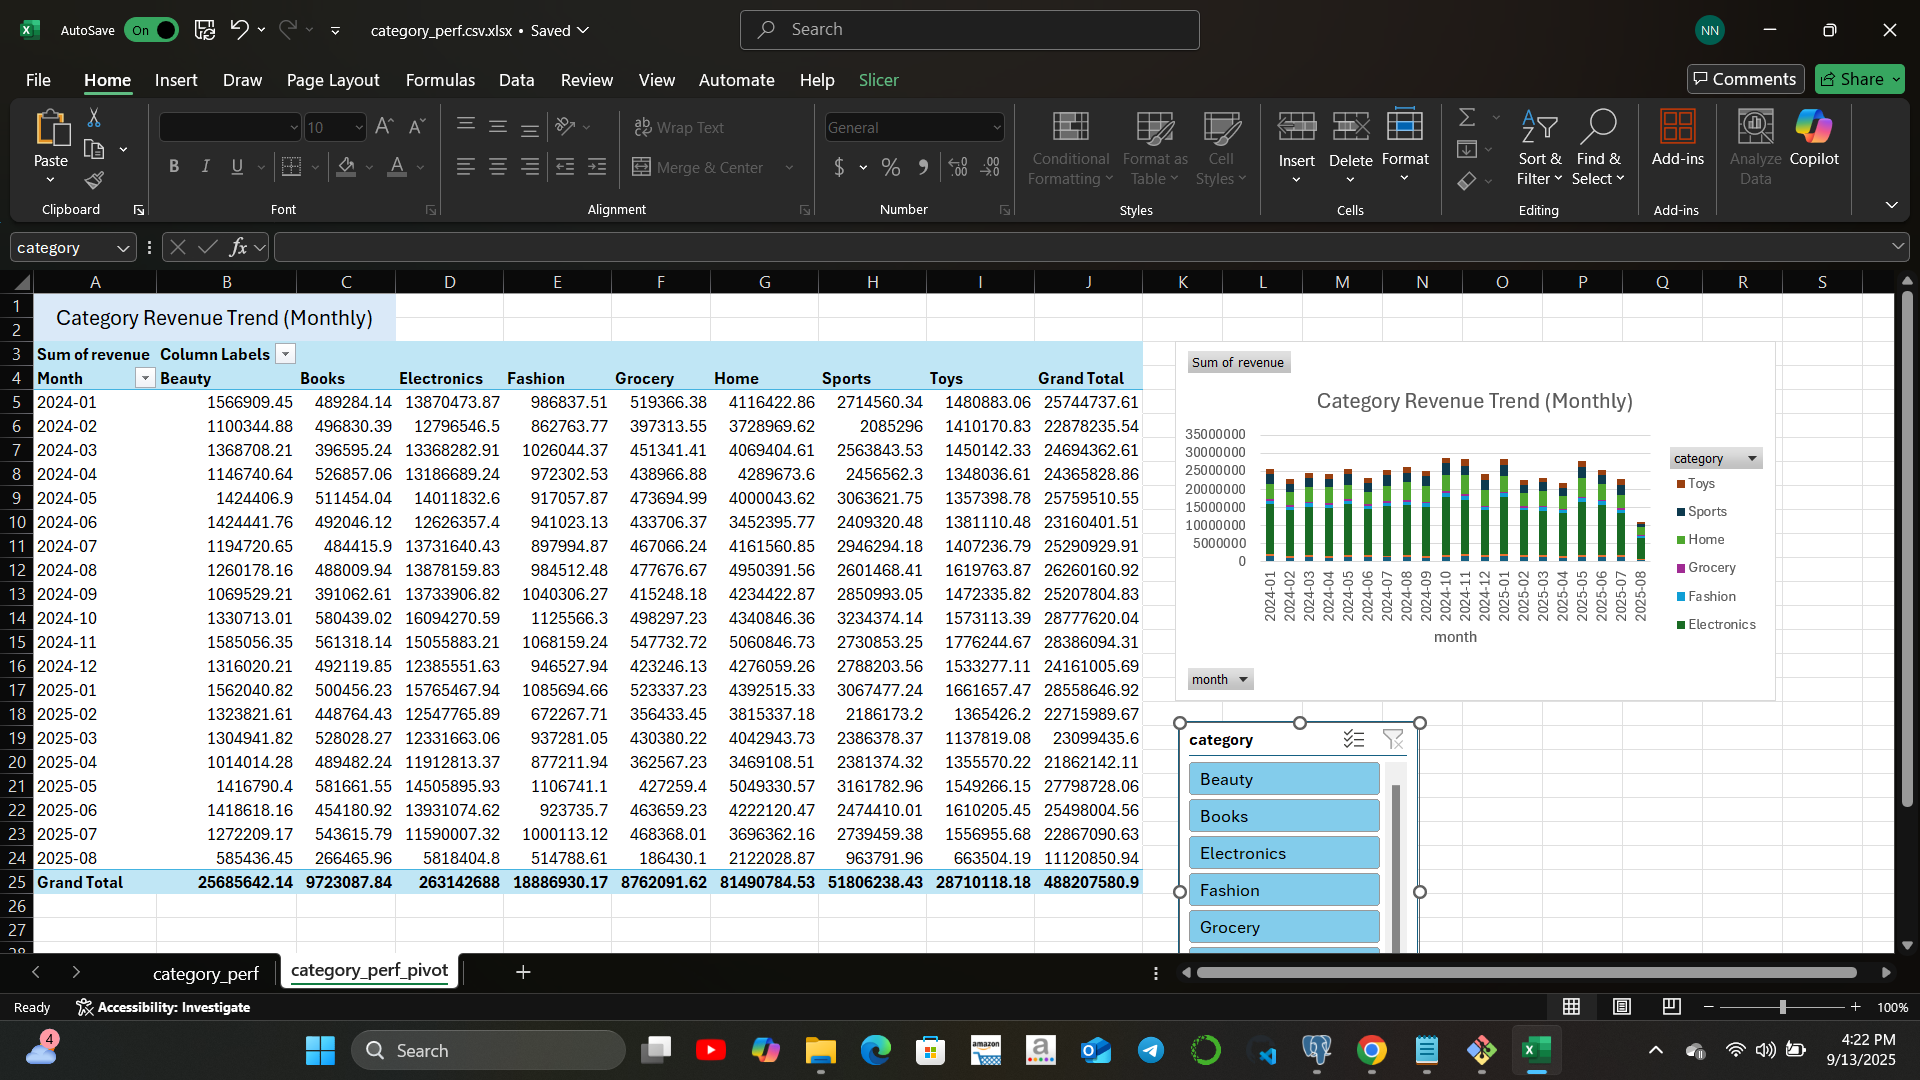 AutoSave On category_perf.csv.xlsx • Saved Search NN
File Home Insert Draw Page Layout Formulas Data Review View Automate Help Slicer Comments Share
10 General
Paste Wrap Text Conditional Formatting Format as Table Cell Styles Insert Delete Format Sort & Filter Find & Select Add-ins Analyze Data Copilot
B I U Merge & Center $ %
Clipboard Font Alignment Number Styles Cells Editing Add-ins
category fx
A B C D E F G H I J K L M N O P Q R S
1
2 Category Revenue Trend (Monthly)
3 Sum of revenue Column Labels
4 Month Beauty Books Electronics Fashion Grocery Home Sports Toys Grand Total
5 2024-01 1566909.45 489284.14 13870473.87 986837.51 519366.38 4116422.86 2714560.34 1480883.06 25744737.61
6 2024-02 1100344.88 496830.39 12796546.5 862763.77 397313.55 3728969.62 2085296 1410170.83 22878235.54
7 2024-03 1368708.21 396595.24 13368282.91 1026044.37 451341.41 4069404.61 2563843.53 1450142.33 24694362.61
8 2024-04 1146740.64 526857.06 13186689.24 972302.53 438966.88 4289673.6 2456562.3 1348036.61 24365828.86
9 2024-05 1424406.9 511454.04 14011832.6 917057.87 473694.99 4000043.62 3063621.75 1357398.78 25759510.55
10 2024-06 1424441.76 492046.12 12626357.4 941023.13 433706.37 3452395.77 2409320.48 1381110.48 23160401.51
11 2024-07 1194720.65 484415.9 13731640.43 897994.87 467066.24 4161560.85 2946294.18 1407236.79 25290929.91
12 2024-08 1260178.16 488009.94 13878159.83 984512.48 477676.67 4950391.56 2601468.41 1619763.87 26260160.92
13 2024-09 1069529.21 391062.61 13733906.82 1040306.27 415248.18 4234422.87 2850993.05 1472335.82 25207804.83
14 2024-10 1330713.01 580439.02 16094270.59 1125566.3 498297.23 4340846.36 3234374.14 1573113.39 28777620.04
15 2024-11 1585056.35 561318.14 15055883.21 1068159.24 547732.72 5060846.73 2730853.25 1776244.67 28386094.31
16 2024-12 1316020.21 492119.85 12385551.63 946527.94 423246.13 4276059.26 2788203.56 1533277.11 24161005.69
17 2025-01 1562040.82 500456.23 15765467.94 1085694.66 523337.23 4392515.33 3067477.24 1661657.47 28558646.92
18 2025-02 1323821.61 448764.43 12547765.89 672267.71 356433.45 3815337.18 2186173.2 1365426.2 22715989.67
19 2025-03 1304941.82 528028.27 12331663.06 937281.05 430380.22 4042943.73 2386378.37 1137819.08 23099435.6
20 2025-04 1014014.28 489482.24 11912813.37 877211.94 362567.23 3469108.51 2381374.32 1355570.22 21862142.11
21 2025-05 1416790.4 581661.55 14505895.93 1106741.1 427259.4 5049330.57 3161782.96 1549266.15 27798728.06
22 2025-06 1418618.16 454180.92 13931074.62 923735.7 463659.23 4222120.47 2474410.01 1610205.45 25498004.56
23 2025-07 1272209.17 543615.79 11590007.32 1000113.12 468368.01 3696362.16 2739459.38 1556955.68 22867090.63
24 2025-08 585436.45 266465.96 5818404.8 514788.61 186430.1 2122028.87 963791.96 663504.19 11120850.94
25 Grand Total 25685642.14 9723087.84 263142688 18886930.17 8762091.62 81490784.53 51806238.43 28710118.18 488207580.9
26
27
28
Sum of revenue
Category Revenue Trend (Monthly)
35000000
30000000
25000000
20000000
15000000
10000000
5000000
0
2024-01 2024-02 2024-03 2024-04 2024-05 2024-06 2024-07 2024-08 2024-09 2024-10 2024-11 2024-12 2025-01 2025-02 2025-03 2025-04 2025-05 2025-06 2025-07 2025-08
month
category
Toys
Sports
Home
Grocery
Fashion
Electronics
month
category
Beauty
Books
Electronics
Fashion
Grocery
category_perf category_perf_pivot
Ready Accessibility: Investigate 100%
4 Search amazon a 4:22 PM
9/13/2025